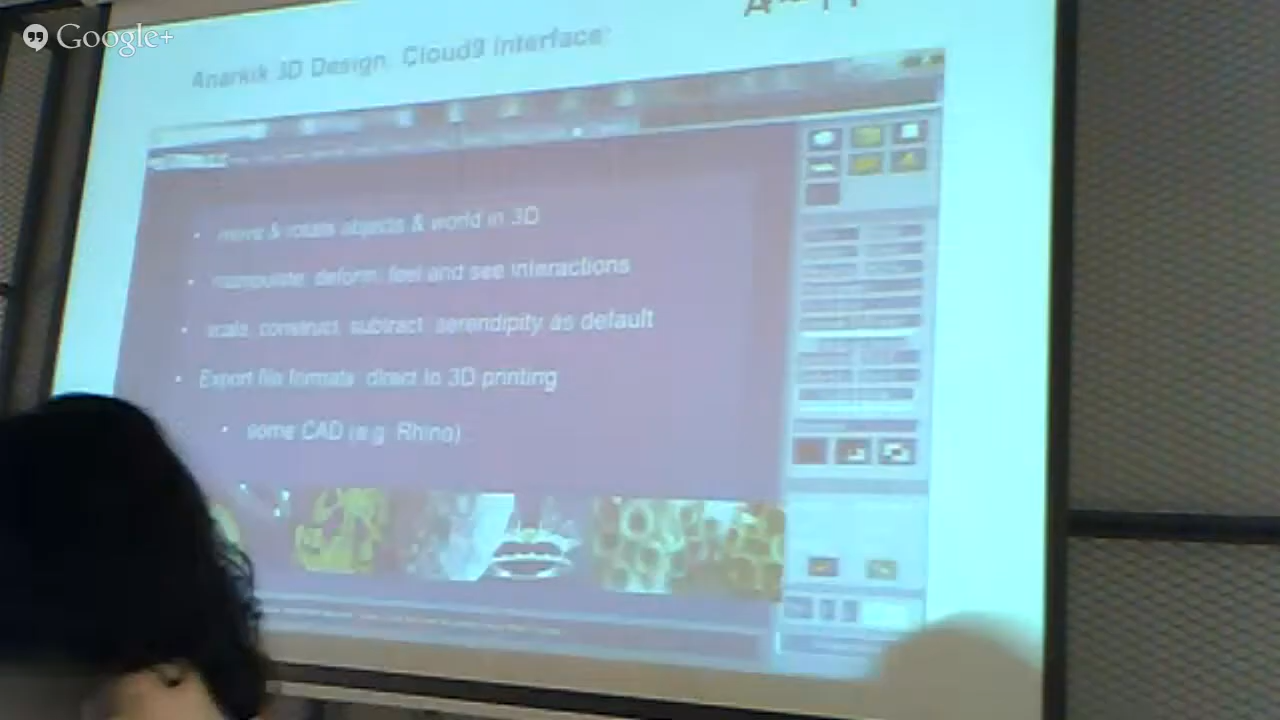 Google+
Anarkik 3D Design. Cloud9 interface:
• move & rotate objects & world in 3D
• manipulate, deform, feel and see interactions
• scale, construct, subtract, serendipity as default
• Export file formats: direct to 3D printing
• some CAD (e.g. Rhino)